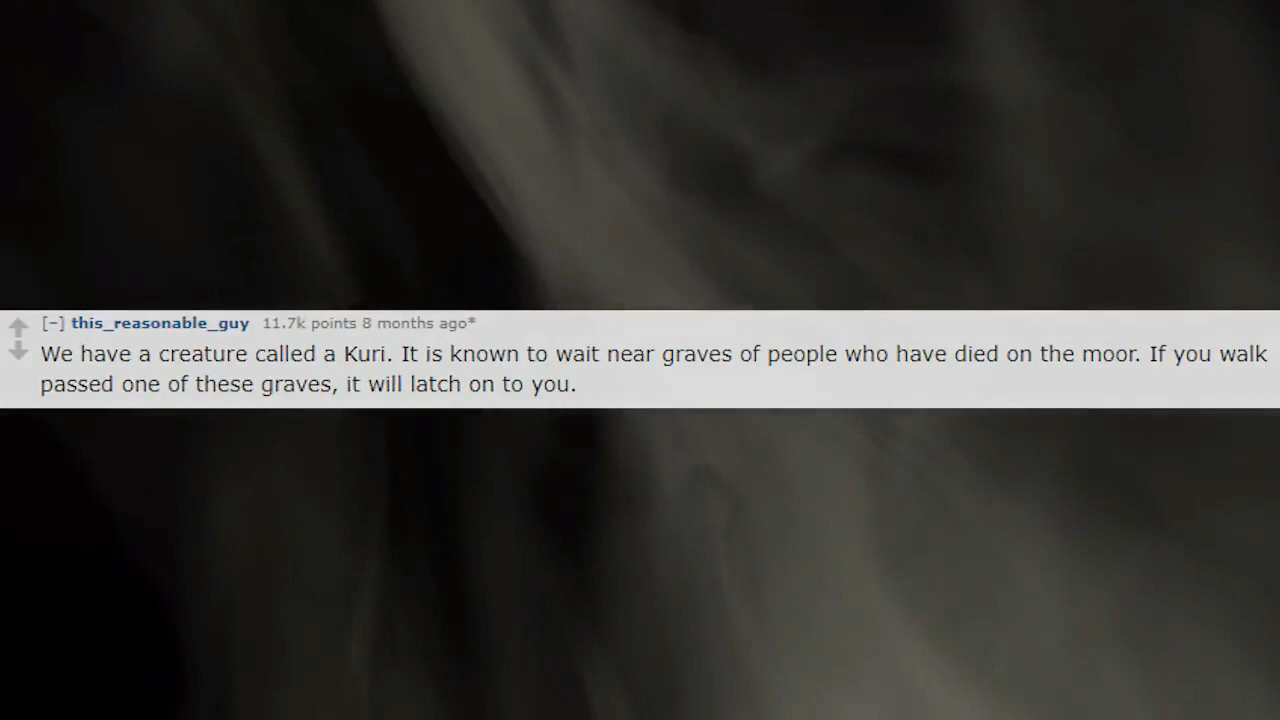 [−] this_reasonable_guy 11.7k points 8 months ago*
We have a creature called a Kuri. It is known to wait near graves of people who have died on the moor. If you walk
passed one of these graves, it will latch on to you.